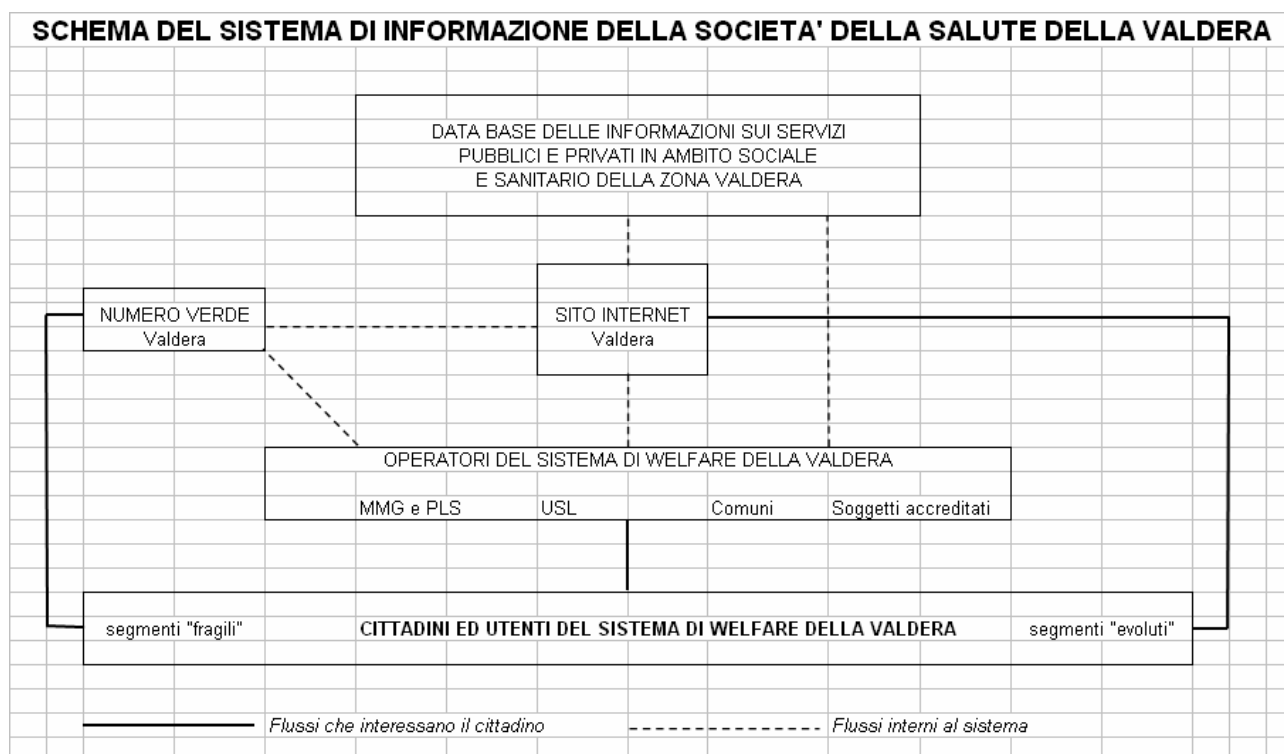 SCHEMA DEL SISTEMA DI INFORMAZIONE DELLA SOCIETA' DELLA SALUTE DELLA VALDERA
DATA BASE DELLE INFORMAZIONI SUI SERVIZI
PUBBLICI E PRIVATI IN AMBITO SOCIALE
E SANITARIO DELLA ZONA VALDERA
NUMERO VERDE
Valdera
SITO INTERNET
Valdera
OPERATORI DEL SISTEMA DI WELFARE DELLA VALDERA
MMG e PLS USL Comuni Soggetti accreditati
segmenti "fragili" CITTADINI ED UTENTI DEL SISTEMA DI WELFARE DELLA VALDERA segmenti "evoluti"
Flussi che interessano il cittadino Flussi interni al sistema